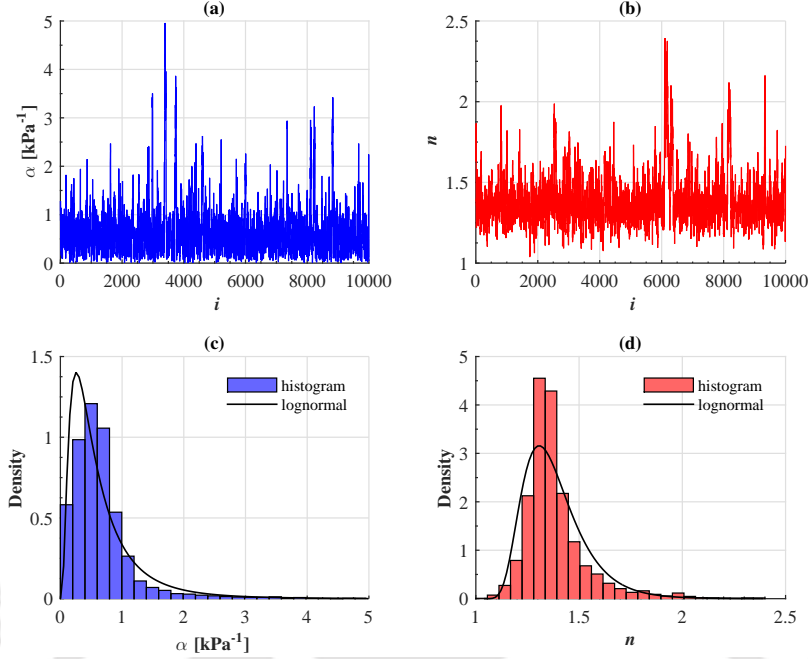 (a)
5
4
3
2
1
0
α [kPa-1]
0 2000 4000 6000 8000 10000
i
(b)
2.5
2
1.5
1
n
0 2000 4000 6000 8000 10000
i
(c)
1.5
1
0.5
0
Density
histogram
lognormal
0 1 2 3 4 5
α [kPa-1]
(d)
5
4
3
2
1
0
Density
histogram
lognormal
1 1.5 2 2.5
n